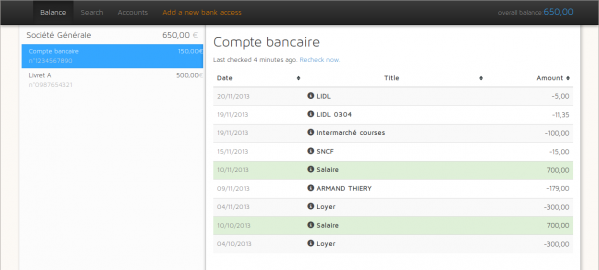 Balance Search Accounts Add a new bank access overall balance 650,00
Société Générale 650,00 €
Compte bancaire 150,00€
n°1234567890
Livret A 500,00€
n°0987654321
Compte bancaire
Last checked 4 minutes ago. Recheck now.
Date Title Amount
20/11/2013 LIDL -5,00
19/11/2013 LIDL 0304 -11,35
19/11/2013 Intermarché courses -100,00
15/11/2013 SNCF -15,00
10/11/2013 Salaire 700,00
09/11/2013 ARMAND THIERY -179,00
04/11/2013 Loyer -300,00
10/10/2013 Salaire 700,00
04/10/2013 Loyer -300,00